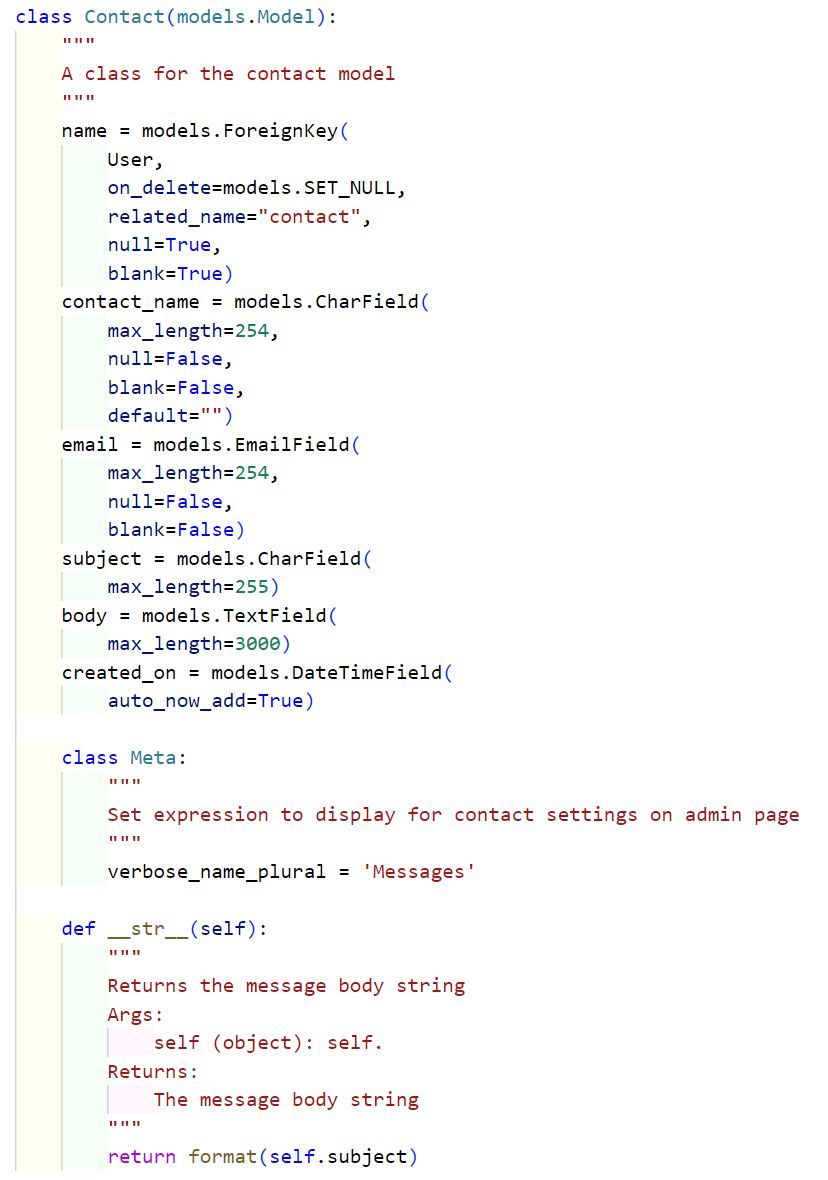 class Contact(models.Model):
    """
    A class for the contact model
    """
    name = models.ForeignKey(
        User,
        on_delete=models.SET_NULL,
        related_name="contact",
        null=True,
        blank=True)
    contact_name = models.CharField(
        max_length=254,
        null=False,
        blank=False,
        default="")
    email = models.EmailField(
        max_length=254,
        null=False,
        blank=False)
    subject = models.CharField(
        max_length=255)
    body = models.TextField(
        max_length=3000)
    created_on = models.DateTimeField(
        auto_now_add=True)

    class Meta:
        """
        Set expression to display for contact settings on admin page
        """
        verbose_name_plural = 'Messages'

    def __str__(self):
        """
        Returns the message body string
        Args:
            self (object): self.
        Returns:
            The message body string
        """
        return format(self.subject)